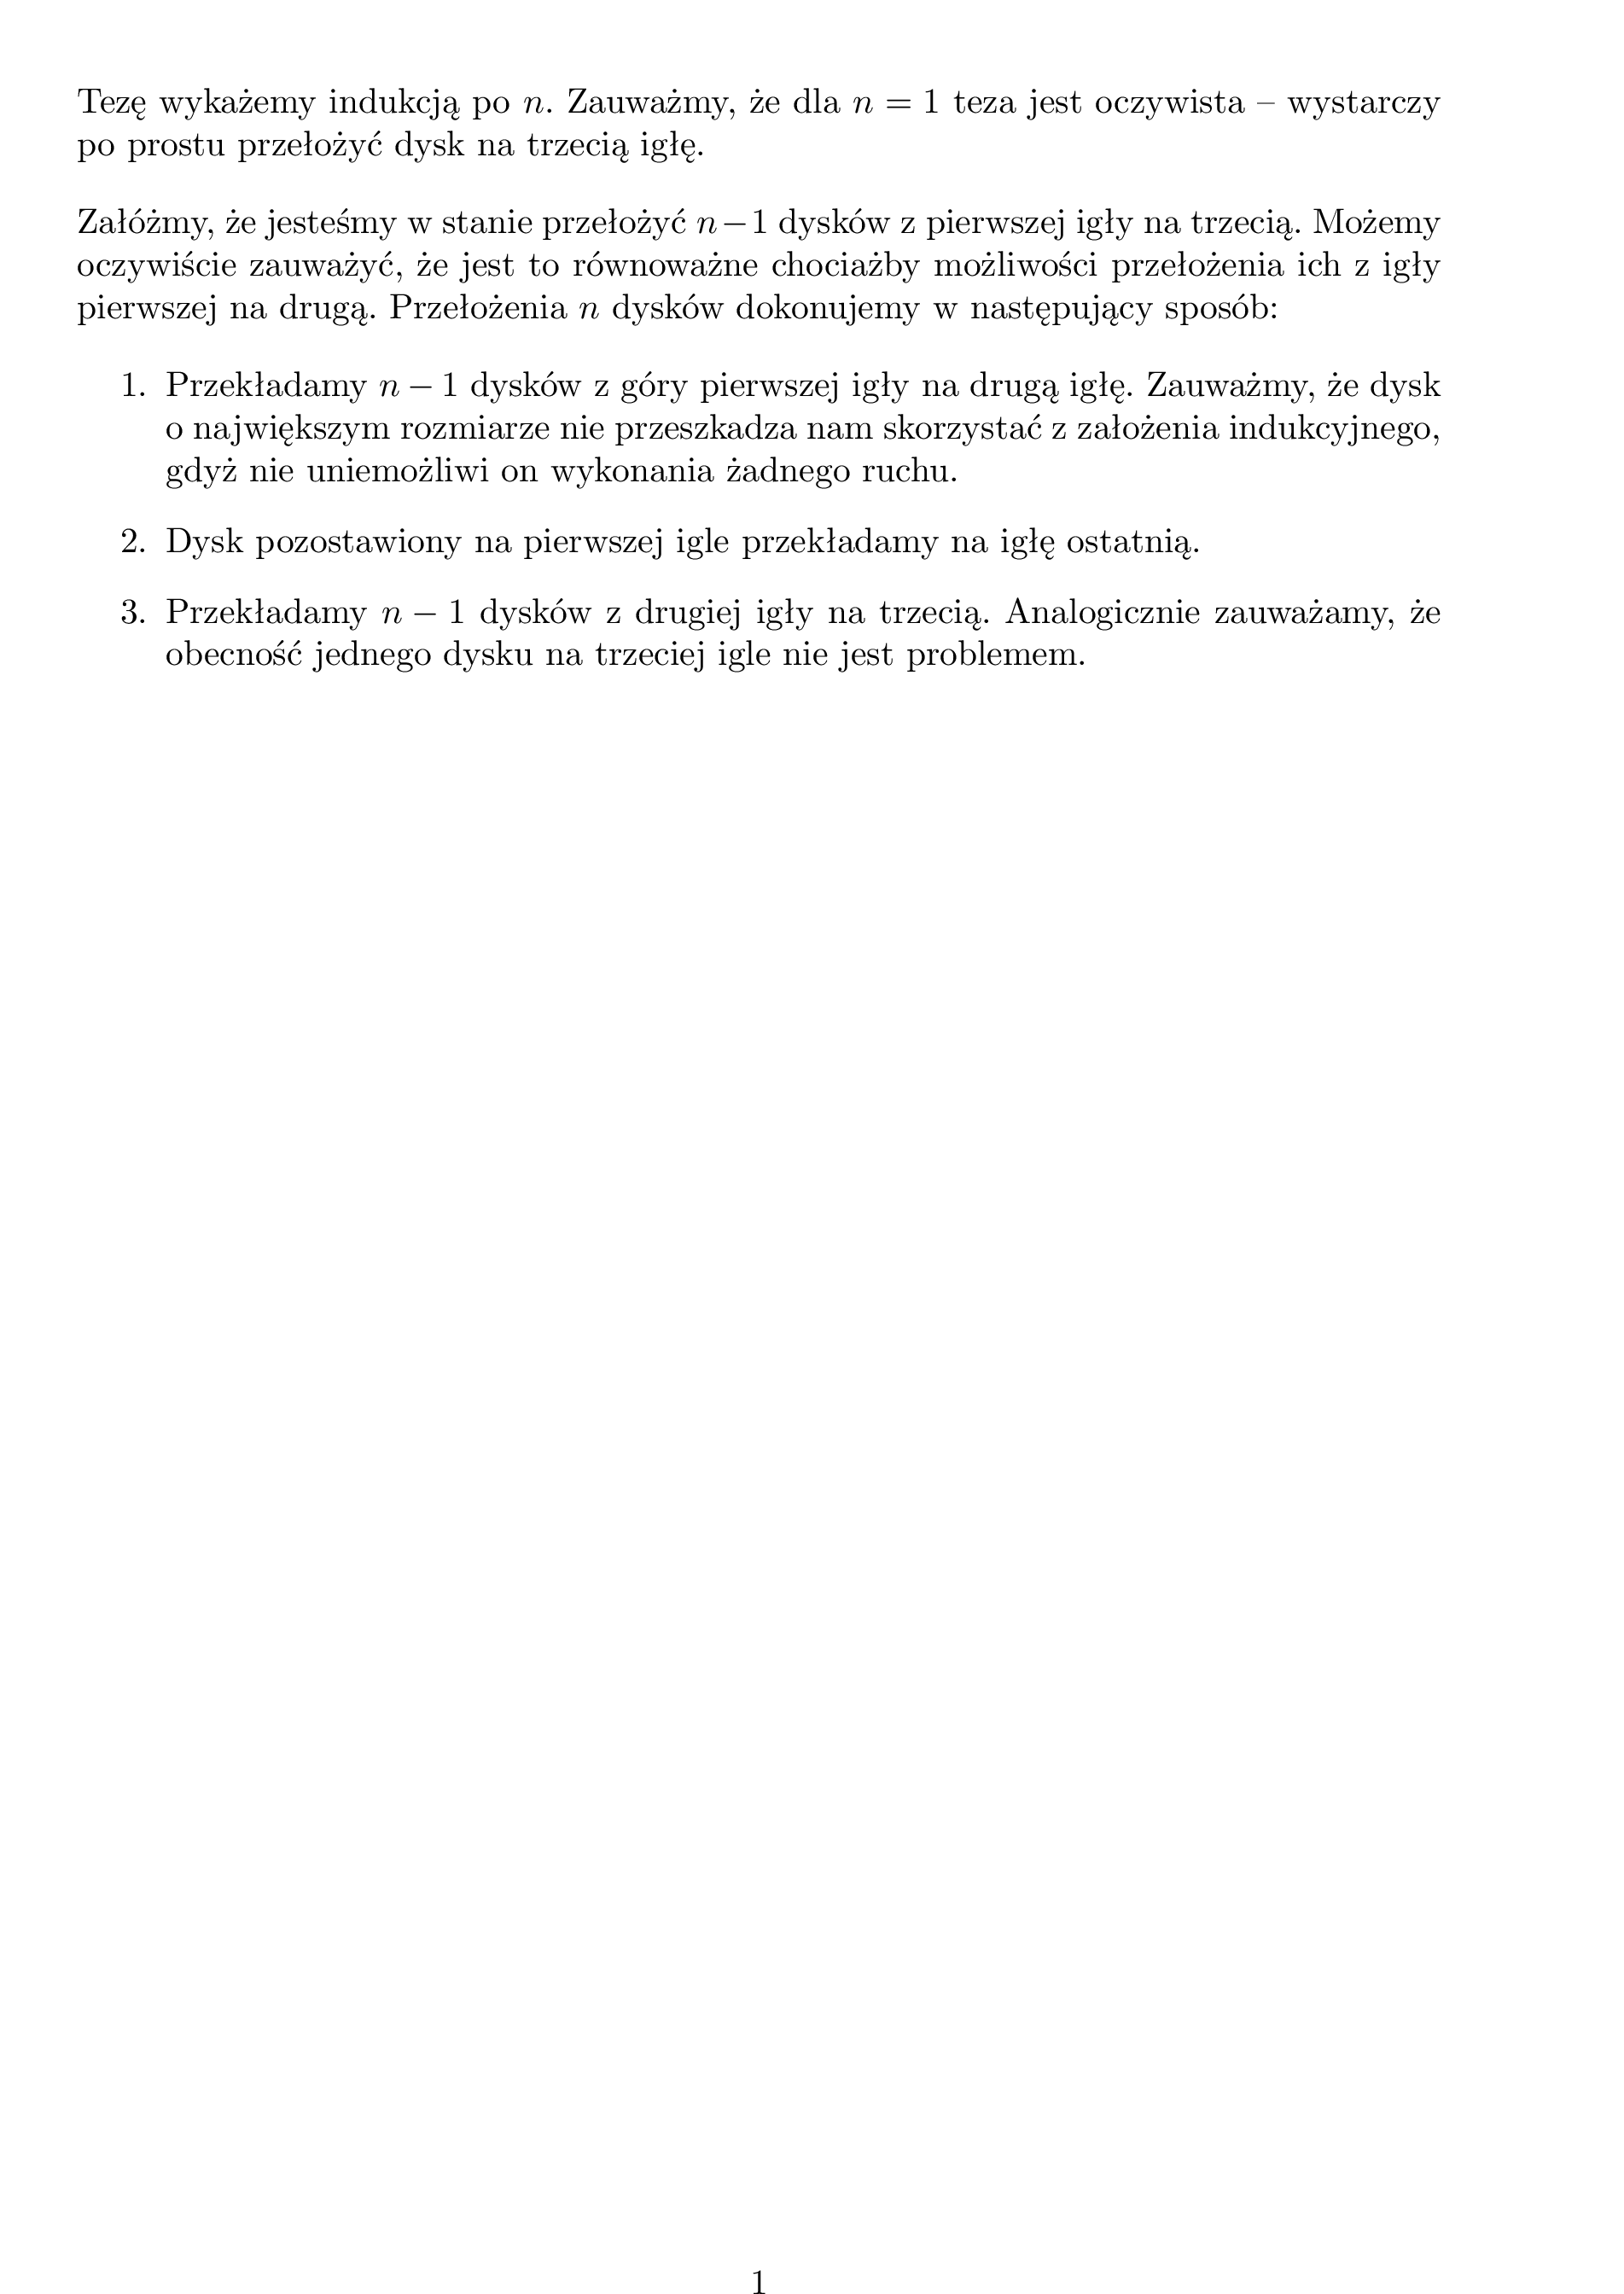 Tezę wykażemy indukcją po n. Zauważmy, że dla n = 1 teza jest oczywista – wystarczy
po prostu przełożyć dysk na trzecią igłę.
Załóżmy, że jesteśmy w stanie przełożyć n − 1 dysków z pierwszej igły na trzecią. Możemy
oczywiście zauważyć, że jest to równoważne chociażby możliwości przełożenia ich z igły
pierwszej na drugą. Przełożenia n dysków dokonujemy w następujący sposób:
1. Przekładamy n − 1 dysków z góry pierwszej igły na drugą igłę. Zauważmy, że dysk
o największym rozmiarze nie przeszkadza nam skorzystać z założenia indukcyjnego,
gdyż nie uniemożliwi on wykonania żadnego ruchu.
2. Dysk pozostawiony na pierwszej igle przekładamy na igłę ostatnią.
3. Przekładamy n − 1 dysków z drugiej igły na trzecią. Analogicznie zauważamy, że
obecność jednego dysku na trzeciej igle nie jest problemem.
1